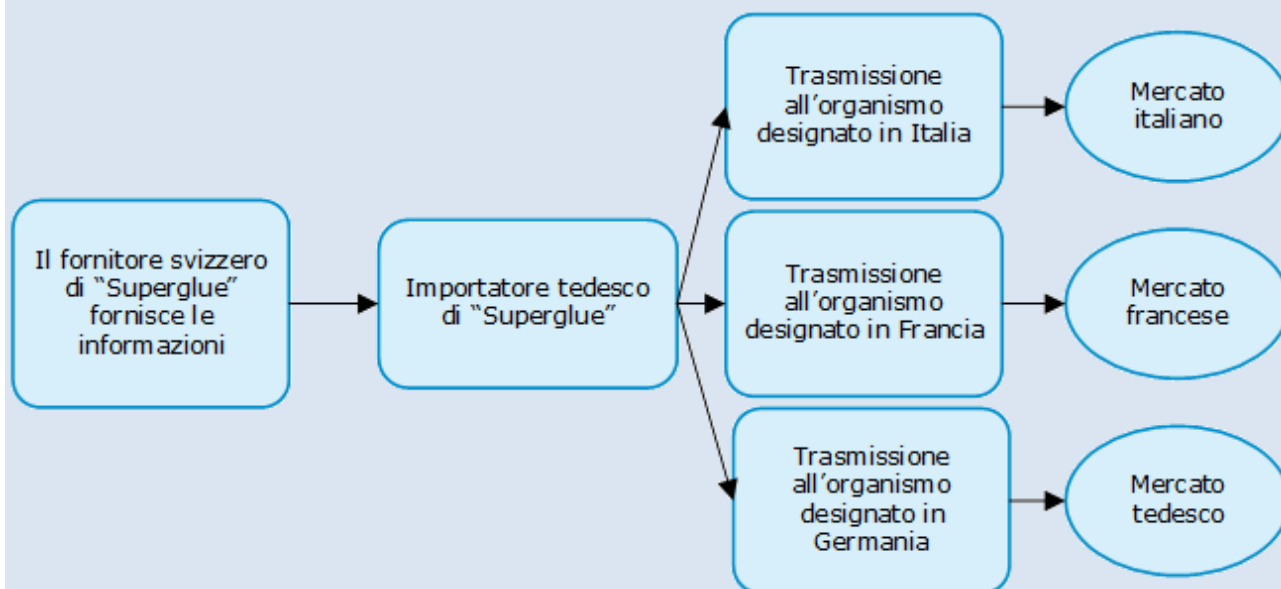 Il fornitore svizzero
di “Superglue”
fornisce le
informazioni
Importatore tedesco
di “Superglue”
Trasmissione
all’organismo
designato in Italia
Mercato
italiano
Trasmissione
all’organismo
designato in Francia
Mercato
francese
Trasmissione
all’organismo
designato in
Germania
Mercato
tedesco